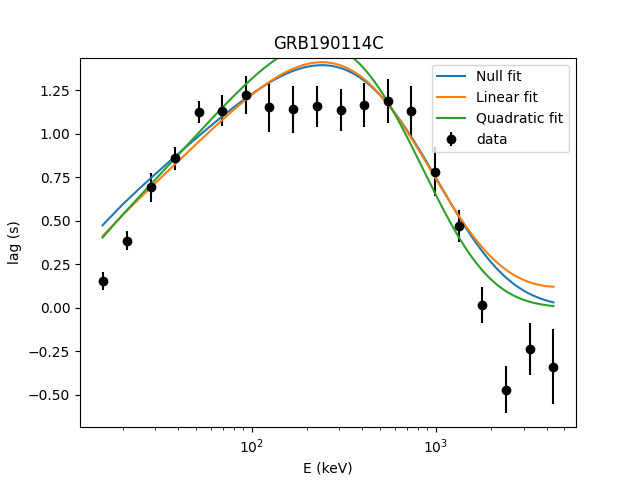 GRB190114C
Null fit
Linear fit
Quadratic fit
data
1.25
1.00
0.75
0.50
0.25
0.00
−0.25
−0.50
lag (s)
10² 10³
E (keV)